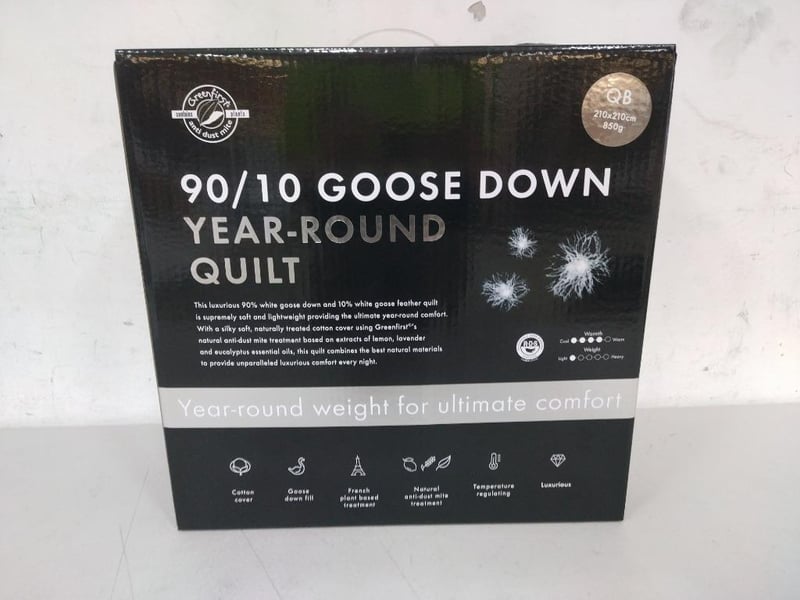 Greenfirst
contains plants
anti dust mite
QB
210x210cm
850g
90/10 GOOSE DOWN
YEAR-ROUND
QUILT
This luxurious 90% white goose down and 10% white goose feather quilt
is supremely soft and lightweight providing the ultimate year-round comfort.
With a silky soft, naturally treated cotton cover using Greenfirst®'s
natural anti-dust mite treatment based on extracts of lemon, lavender
and eucalyptus essential oils, this quilt combines the best natural materials
to provide unparalleled luxurious comfort every night.
Warmth
Cool Warm
Weight
Light Heavy
Year-round weight for ultimate comfort
Cotton
cover
Goose
down fill
French
plant based
treatment
Natural
anti-dust mite
treatment
Temperature
regulating
Luxurious